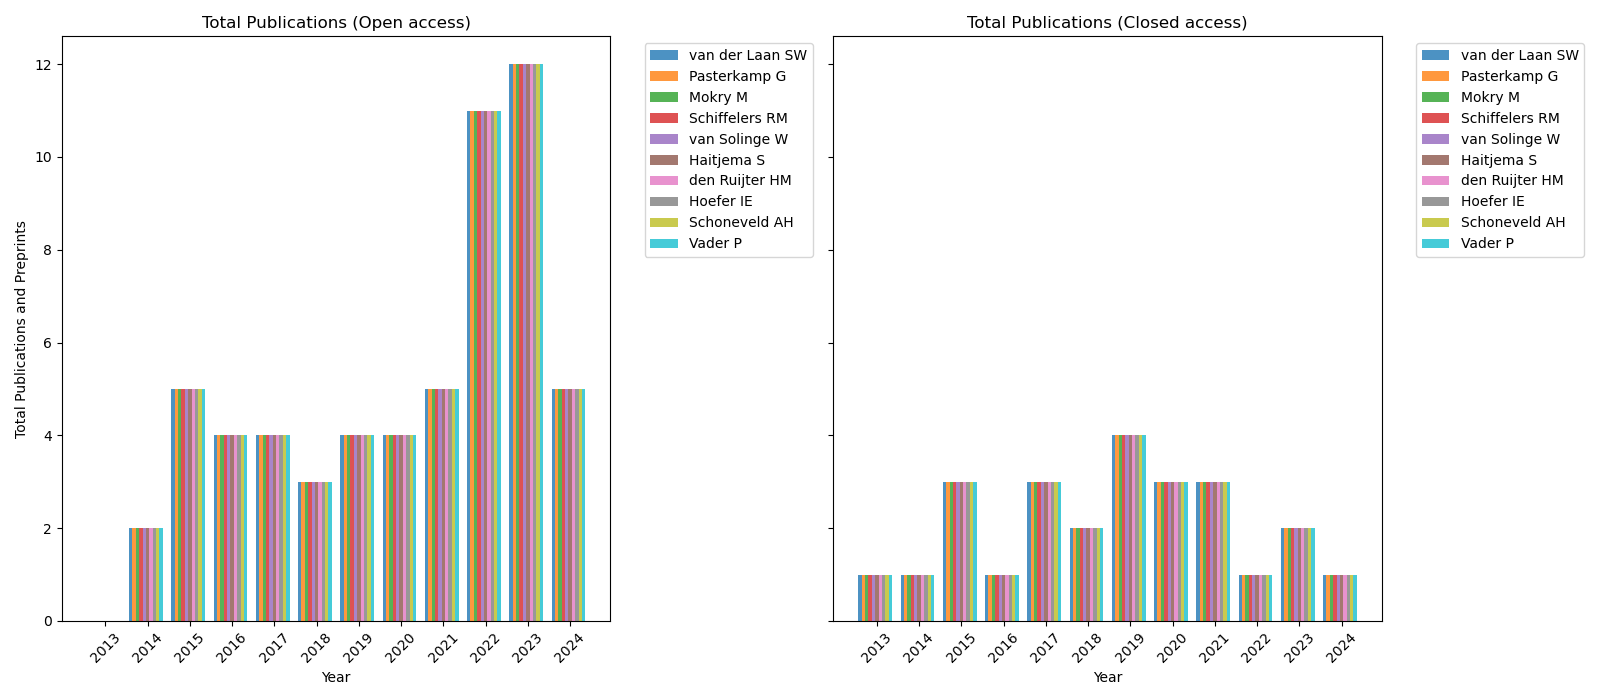 Total Publications (Open access)
Total Publications and Preprints
12
10
8
6
4
2
0
2013
2014
2015
2016
2017
2018
2019
2020
2021
2022
2023
2024
Year
van der Laan SW
Pasterkamp G
Mokry M
Schiffelers RM
van Solinge W
Haitjema S
den Ruijter HM
Hoefer IE
Schoneveld AH
Vader P
Total Publications (Closed access)
2013
2014
2015
2016
2017
2018
2019
2020
2021
2022
2023
2024
Year
van der Laan SW
Pasterkamp G
Mokry M
Schiffelers RM
van Solinge W
Haitjema S
den Ruijter HM
Hoefer IE
Schoneveld AH
Vader P